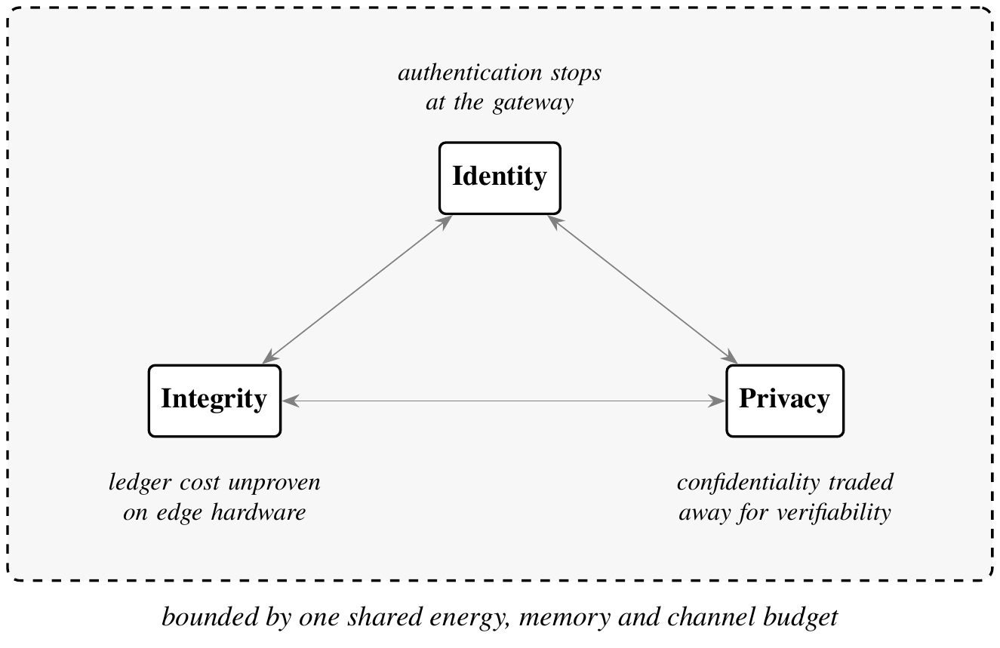 authentication stops
at the gateway
Identity
Integrity
Privacy
ledger cost unproven
on edge hardware
confidentiality traded
away for verifiability
bounded by one shared energy, memory and channel budget